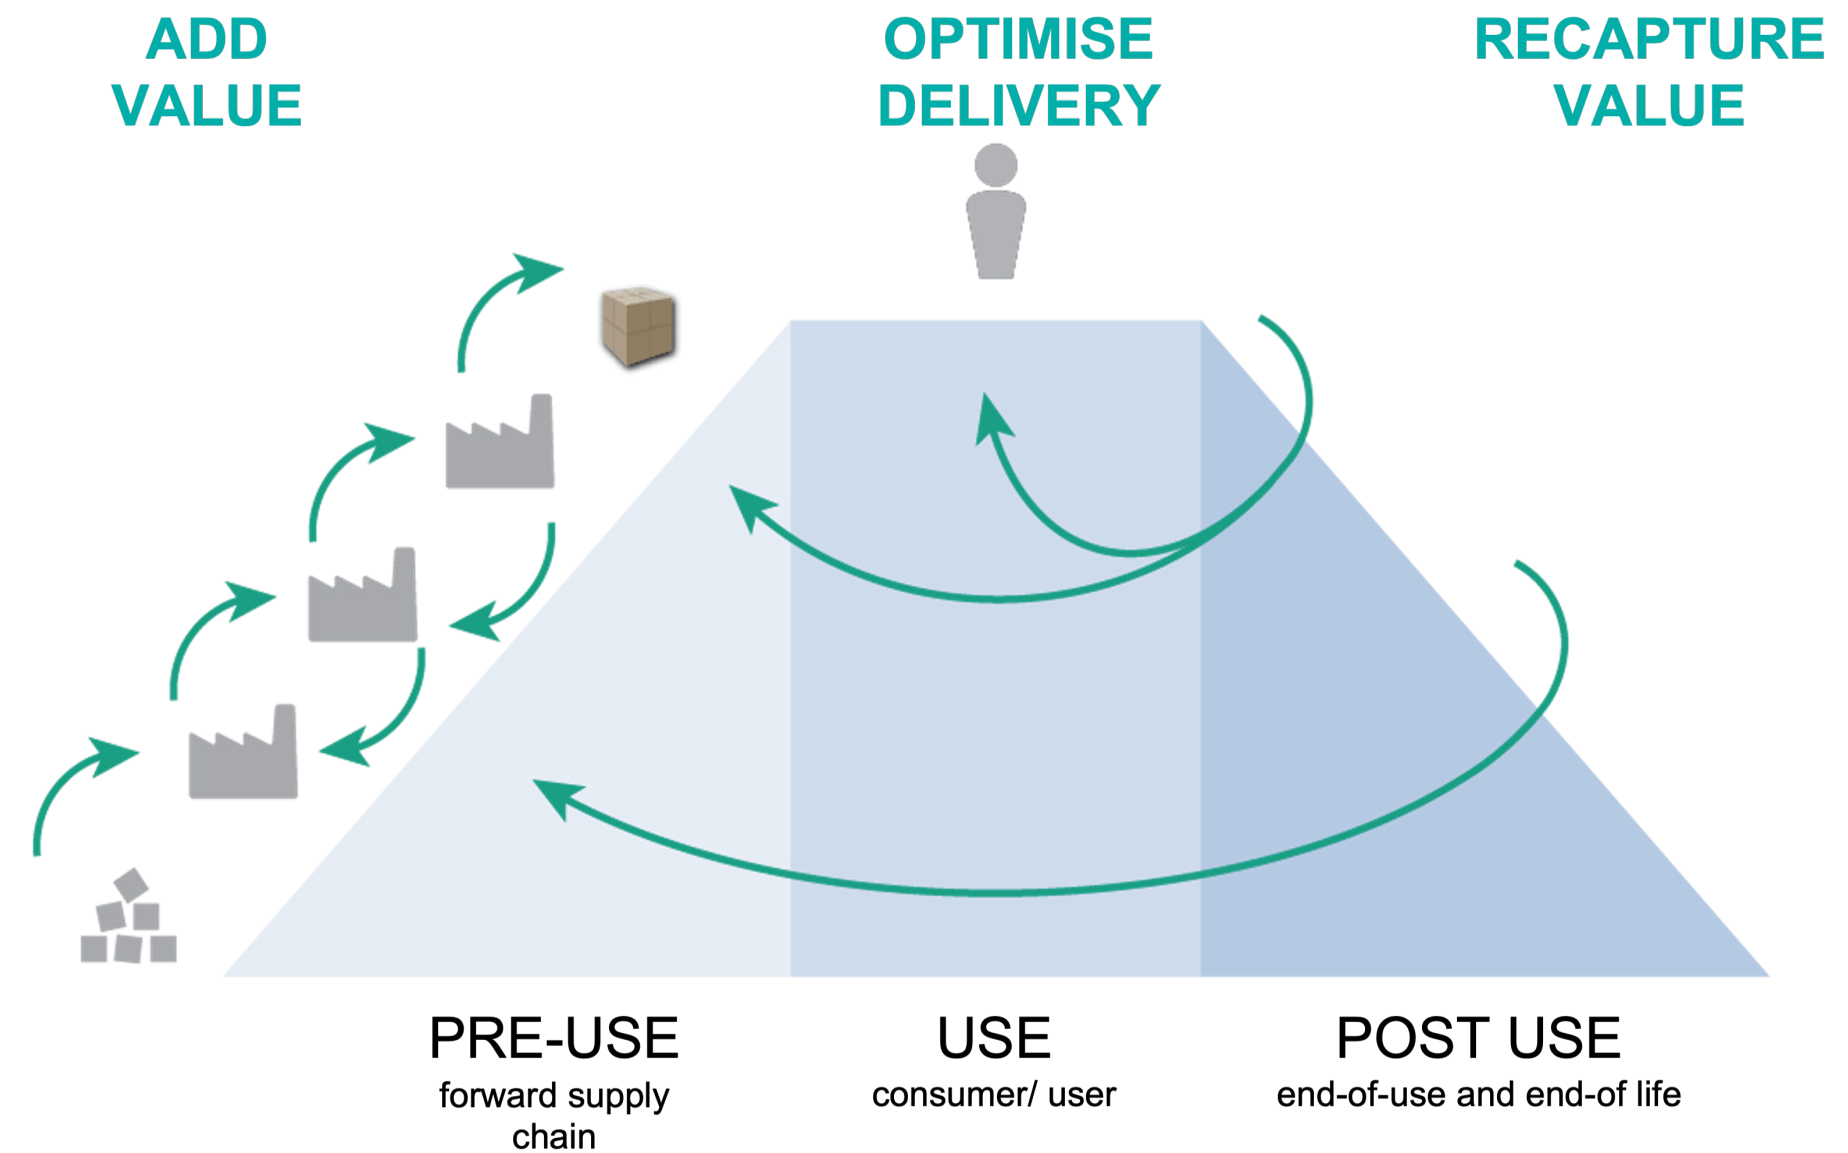 ADD
VALUE
OPTIMISE
DELIVERY
RECAPTURE
VALUE
PRE-USE
forward supply
chain
USE
consumer/ user
POST USE
end-of-use and end-of life